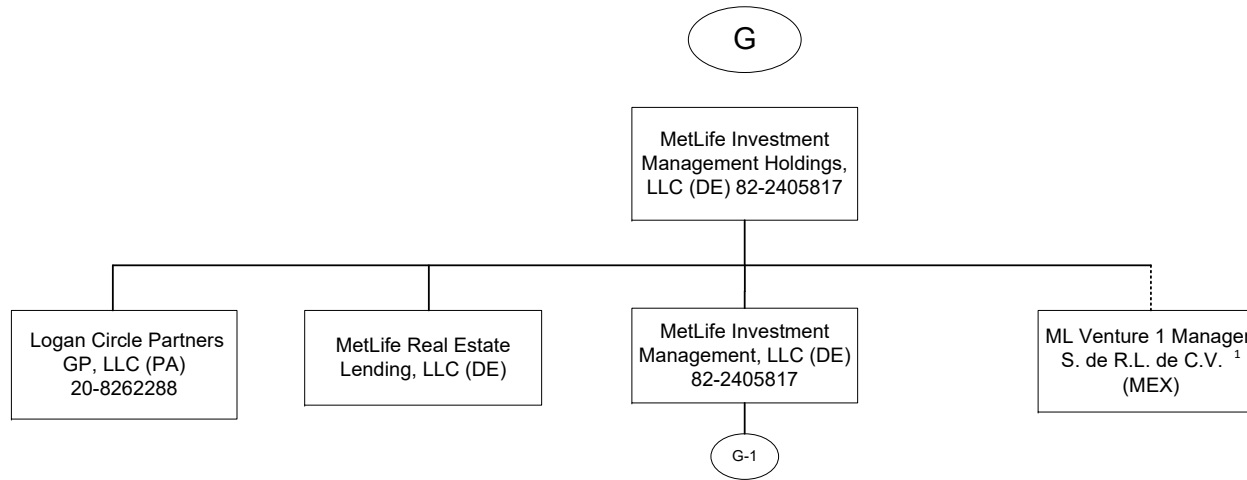 G
MetLife Investment
Management Holdings,
LLC (DE) 82-2405817
Logan Circle Partners
GP, LLC (PA)
20-8262288
MetLife Real Estate
Lending, LLC (DE)
MetLife Investment
Management, LLC (DE)
82-2405817
ML Venture 1 Manager
S. de R.L. de C.V. ¹
(MEX)
G-1